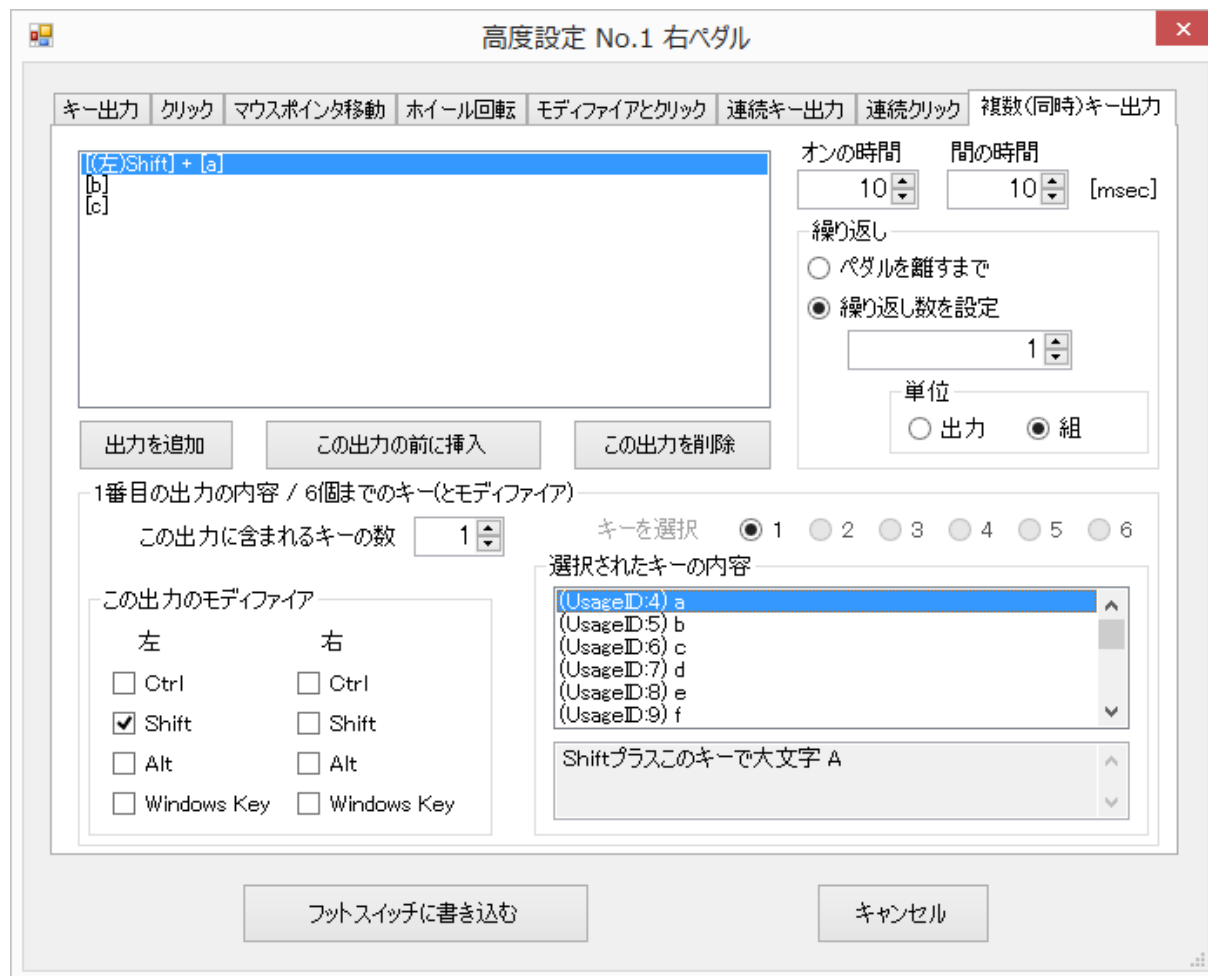 高度設定 No.1 右ペダル
キー出力 クリック マウスポインタ移動 ホイール回転 モディファイアとクリック 連続キー出力 連続クリック 複数(同時)キー出力
[(左)Shift] + [a]
[b]
[c]
オンの時間 間の時間
10 10 [msec]
繰り返し
ペダルを離すまで
繰り返し数を設定
1
単位
出力 組
出力を追加 この出力の前に挿入 この出力を削除
1番目の出力の内容 / 6個までのキー(とモディファイア)
この出力に含まれるキーの数 1
キーを選択 1 2 3 4 5 6
この出力のモディファイア
左 右
Ctrl Ctrl
Shift Shift
Alt Alt
Windows Key Windows Key
選択されたキーの内容
(UsageID:4) a
(UsageID:5) b
(UsageID:6) c
(UsageID:7) d
(UsageID:8) e
(UsageID:9) f
Shiftプラスこのキーで大文字 A
フットスイッチに書き込む キャンセル